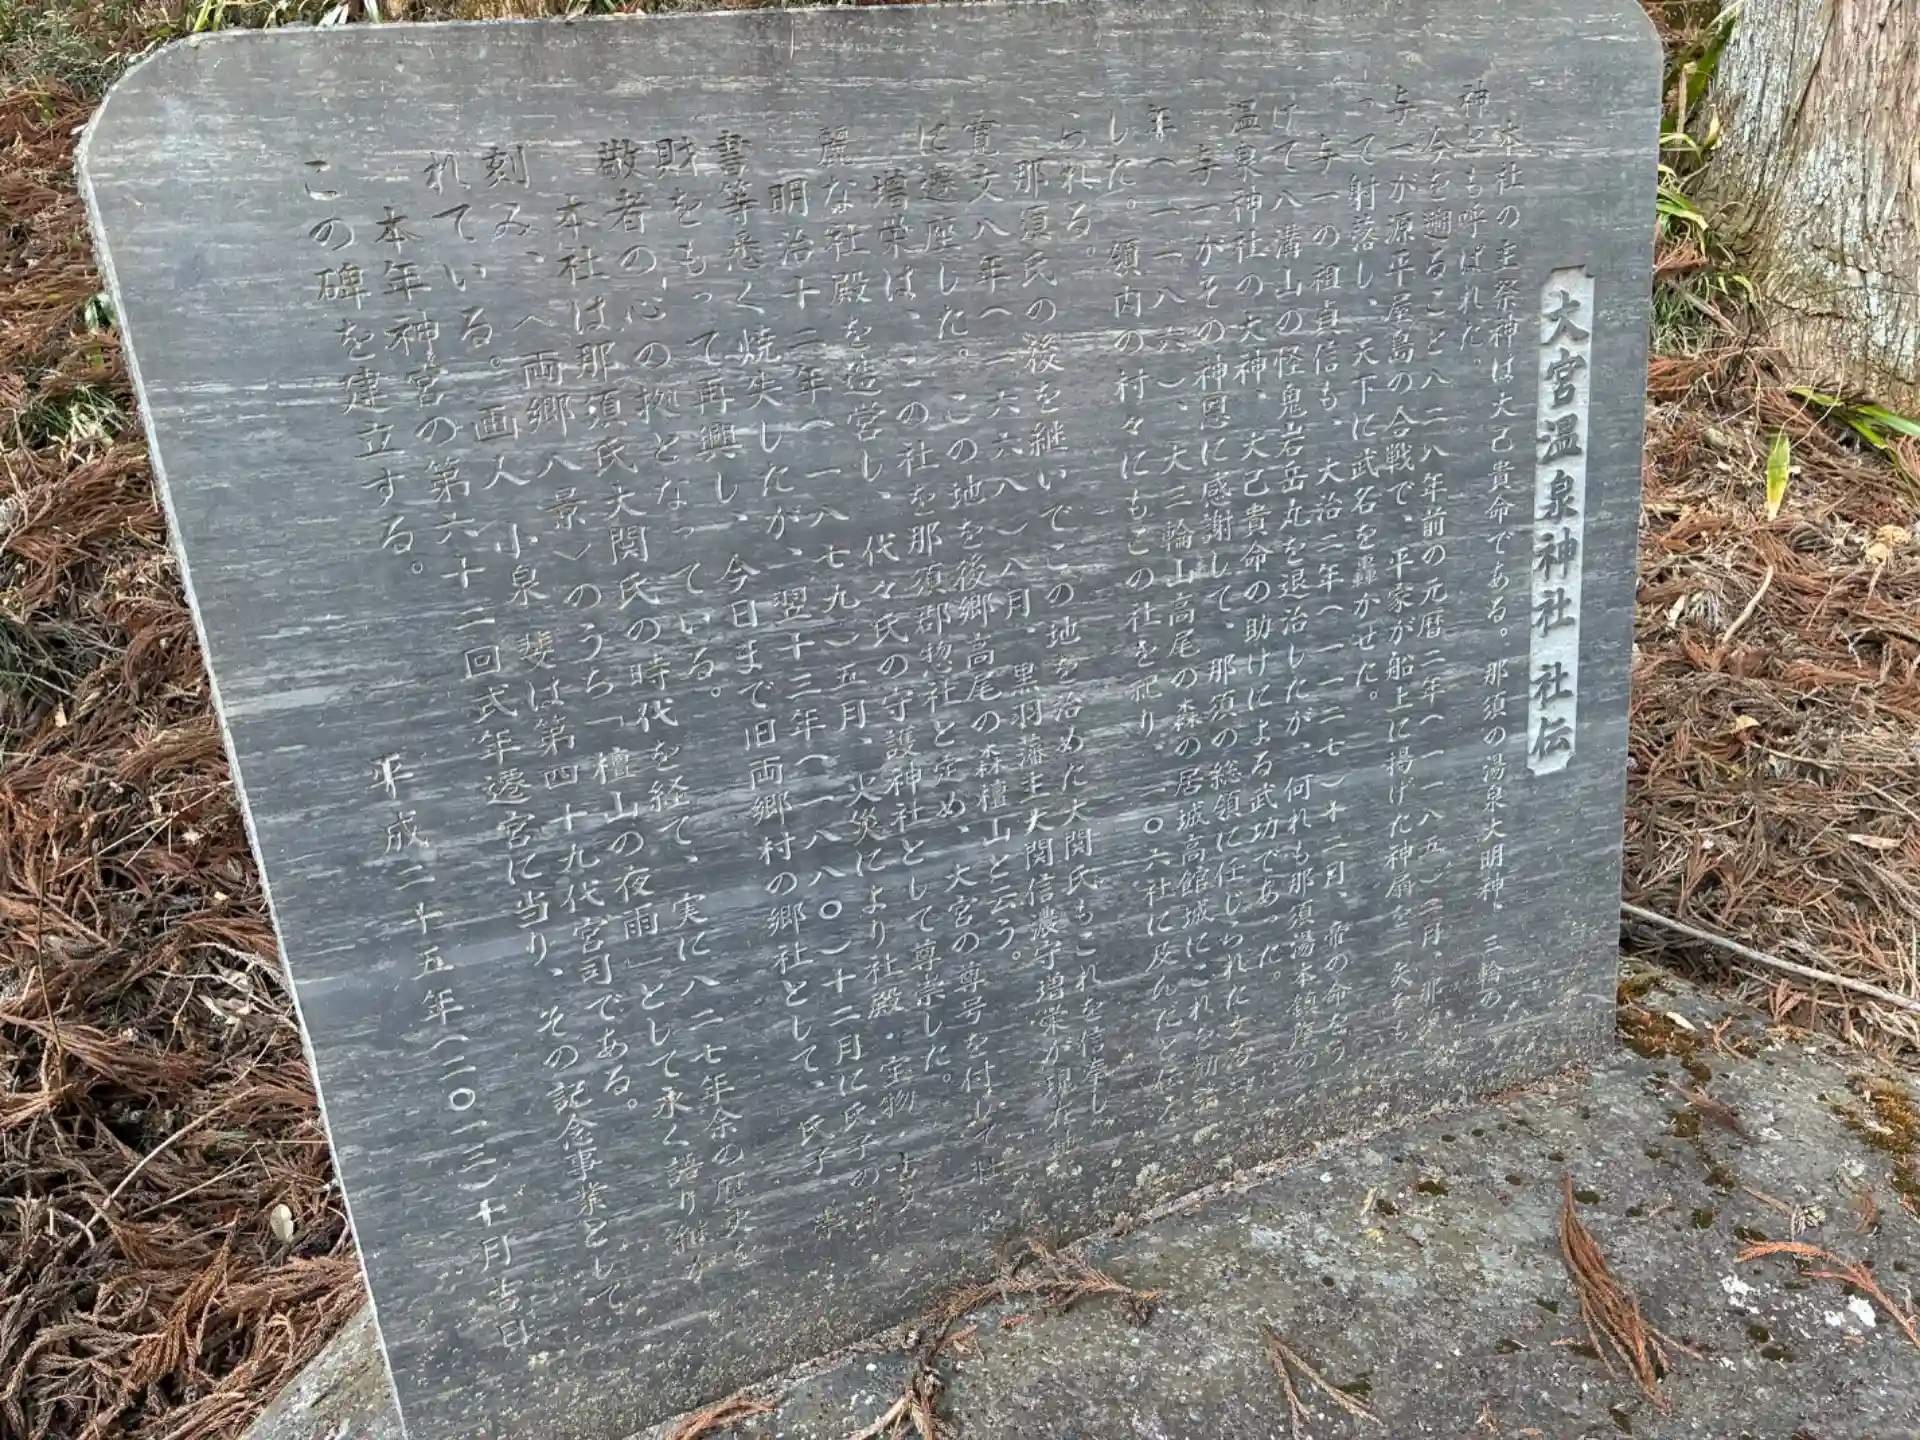 大宮温泉神社 社伝
本社の主祭神は大己貴命である。那須の湯泉大明神、三輪の
神とも呼ばれた。
今を遡ること八二八年前の元暦二年(一一八五)二月、那須
与一が源平屋島の合戦で、平家が船上に揚げた神扇を一矢をも
って射落し、天下に武名を轟かせた。
与一の祖貞信も、大治二年(一一二七)十二月、帝の命をう
けて八溝山の怪鬼岩岳丸を退治したが、何れも那須湯本鎮座の
温泉神社の大神、大己貴命の助けによる武功であった。
与一がその神恩に感謝して、那須の総領に任じられた文治
年(一一八六)、大三輪山高尾の森の居城高館城にこれを勧請
した。領内の村々にもこの社を祀り、一〇六社に及んだと伝え
られる。
那須氏の後を継いでこの地を治めた大関氏もこれを信奉し、
寛文八年(一六六八)八月、黒羽藩主大関信濃守増栄が現在地
に遷座した。この地を後郷高尾の森檀山と云う。
増栄は、この社を那須郡惣社と定め、大宮の尊号を付して壮
麗な社殿を造営し、代々氏の守護神社として尊崇した。
明治十二年(一八七九)五月、火災により社殿・宝物・古文
書等悉く焼失したが、翌十三年(一八八〇)十二月に氏子の浄
財をもって再興し、今日まで旧両郷村の郷社として、氏子、崇
敬者の心の拠となっている。
本社は那須氏大関氏の時代を経て、実に八二七年余の歴史を
刻み、(両郷八景)のうち「檀山の夜雨」として永く語り継が
れている。画人 小泉 斐は第四十九代宮司である。
本年神宮の第六十二回式年遷宮に当り、その記念事業として
この碑を建立する。
平成二十五年(二〇一三)十月吉日